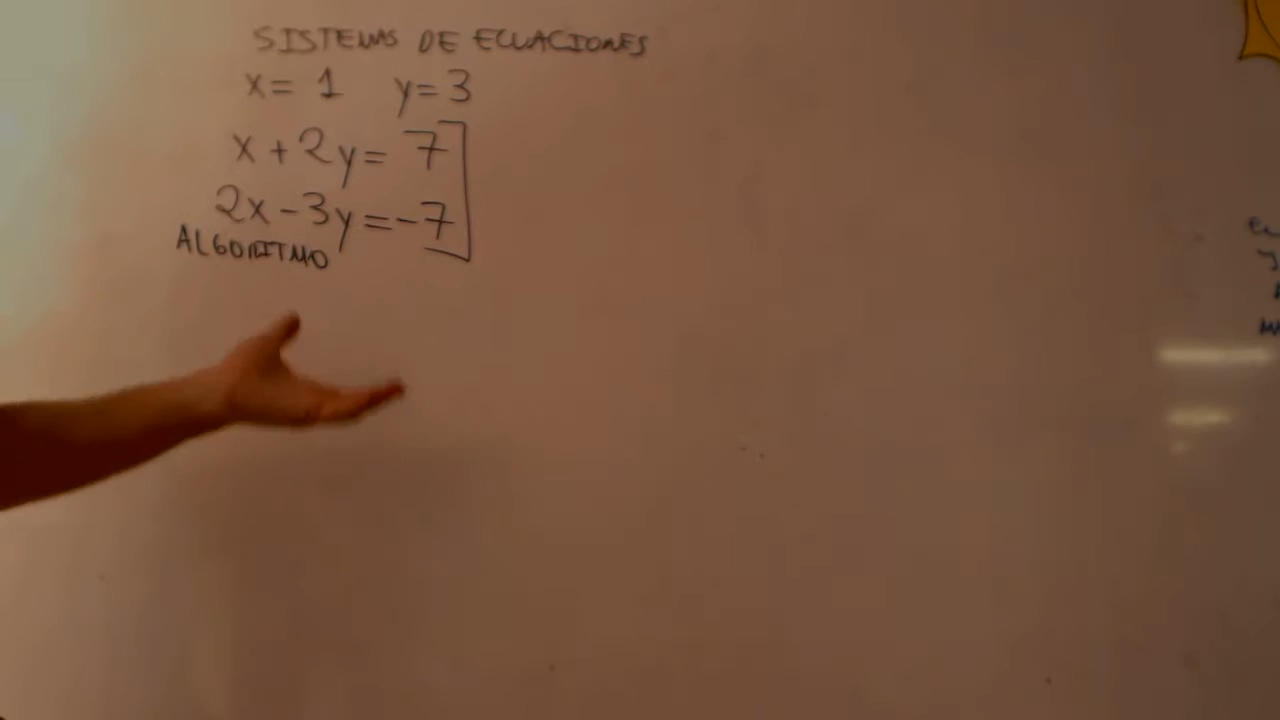 SISTEMAS DE ECUACIONES
x= 1 y=3
x+2y= 7
2x-3y=-7
ALGORITMO